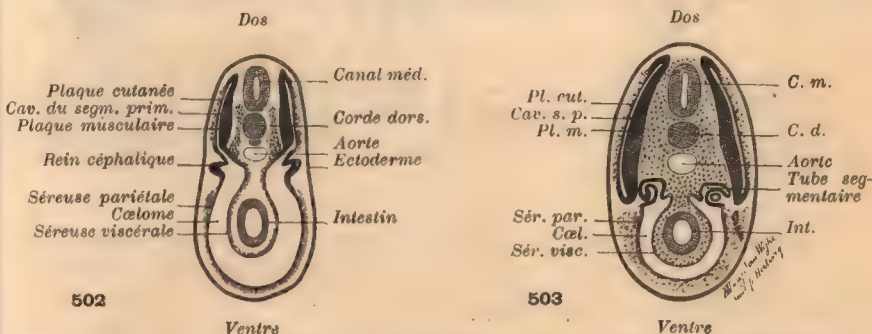 Dos
Plaque cutanée
Cav. du segm. prim.
Plaque musculaire
Rein céphalique
Séreuse pariétale
Cœlome
Séreuse viscérale
Canal méd.
Corde dors.
Aorte
Ectoderme
Intestin
502
Ventre
Dos
Pl. cut.
Cav. s. p.
Pl. m.
Sér. par.
Cœl.
Sér. visc.
C. m.
C. d.
Aorte
Tube seg-
mentaire
Int.
503
Ventre